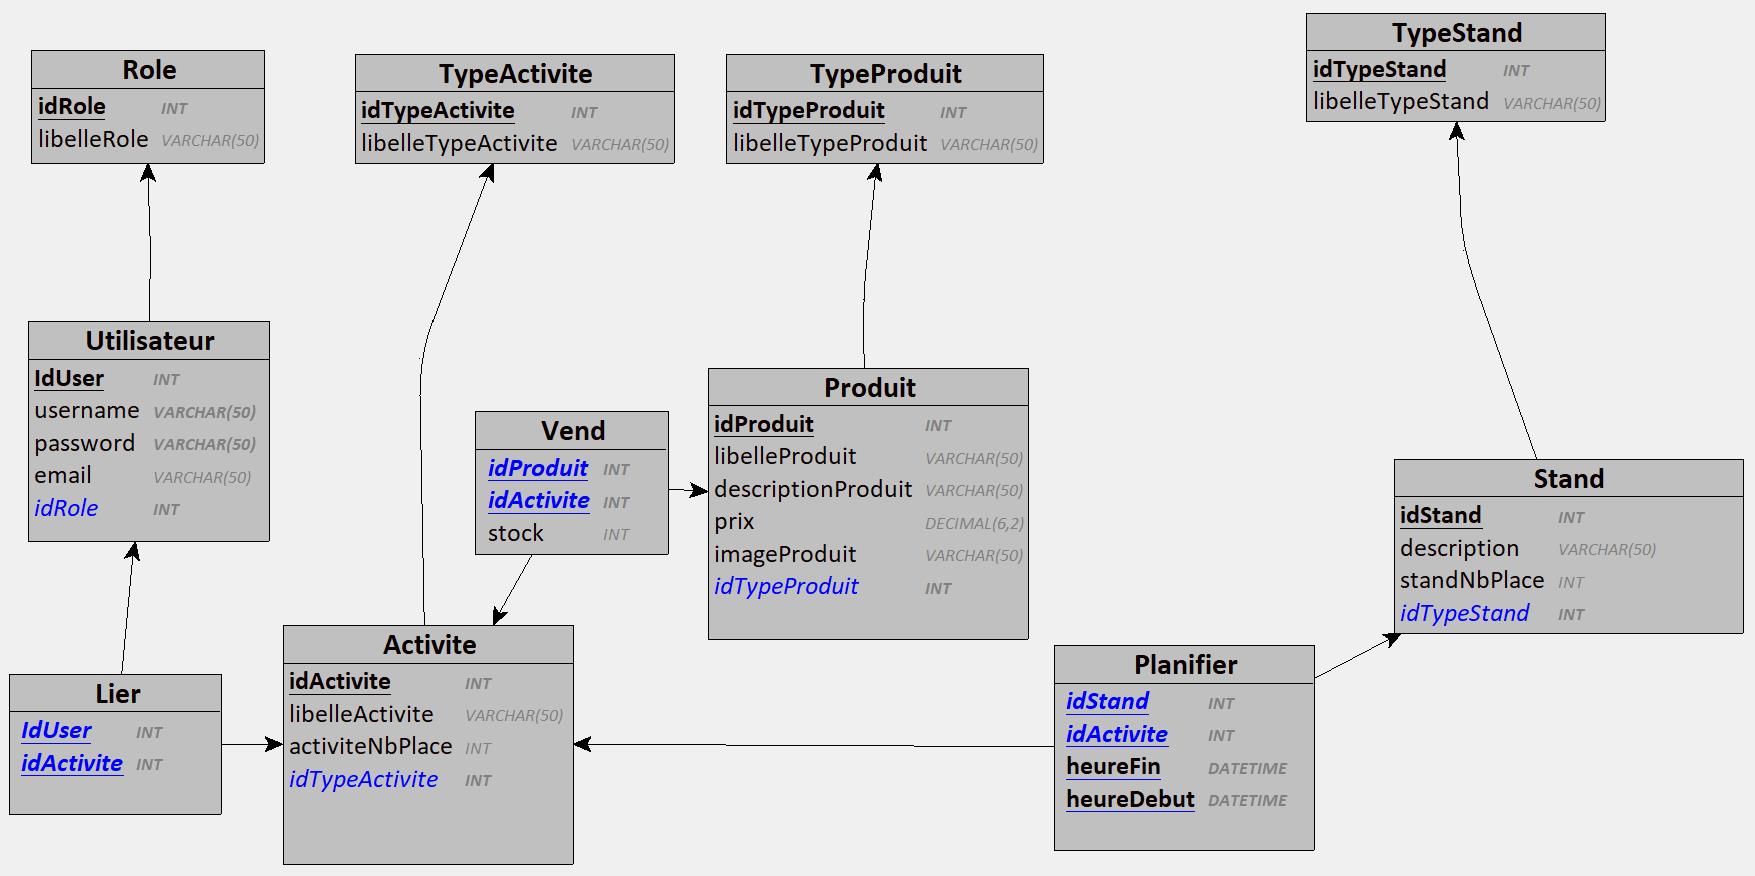 Role
idRole INT
libelleRole VARCHAR(50)
TypeActivite
idTypeActivite INT
libelleTypeActivite VARCHAR(50)
TypeProduit
idTypeProduit INT
libelleTypeProduit VARCHAR(50)
TypeStand
idTypeStand INT
libelleTypeStand VARCHAR(50)
Utilisateur
IdUser INT
username VARCHAR(50)
password VARCHAR(50)
email VARCHAR(50)
idRole INT
Vend
idProduit INT
idActivite INT
stock INT
Produit
idProduit INT
libelleProduit VARCHAR(50)
descriptionProduit VARCHAR(50)
prix DECIMAL(6,2)
imageProduit VARCHAR(50)
idTypeProduit INT
Stand
idStand INT
description VARCHAR(50)
standNbPlace INT
idTypeStand INT
Lier
IdUser INT
idActivite INT
Activite
idActivite INT
libelleActivite VARCHAR(50)
activiteNbPlace INT
idTypeActivite INT
Planifier
idStand INT
idActivite INT
heureFin DATETIME
heureDebut DATETIME